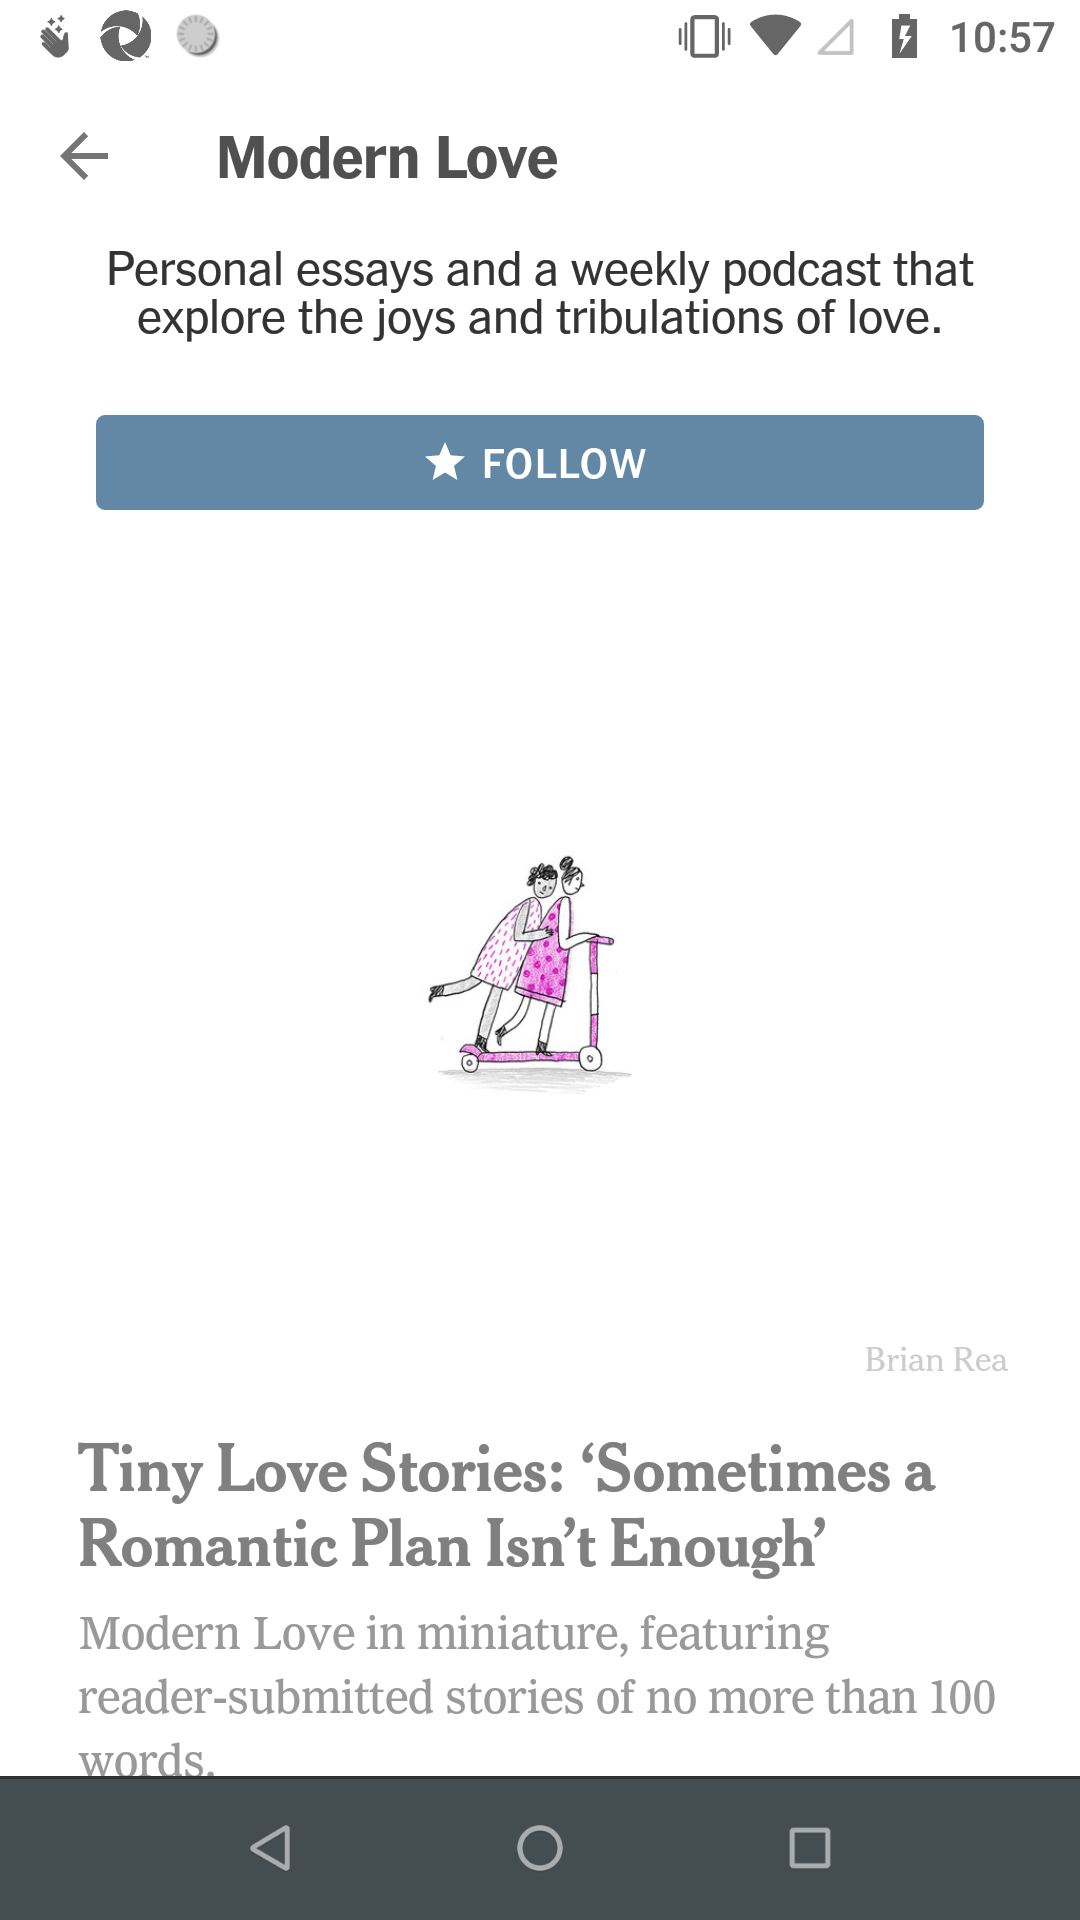 10:57
Modern Love
Personal essays and a weekly podcast that
explore the joys and tribulations of love.
FOLLOW
Brian Rea
Tiny Love Stories: ‘Sometimes a
Romantic Plan Isn’t Enough’
Modern Love in miniature, featuring
reader-submitted stories of no more than 100
words.